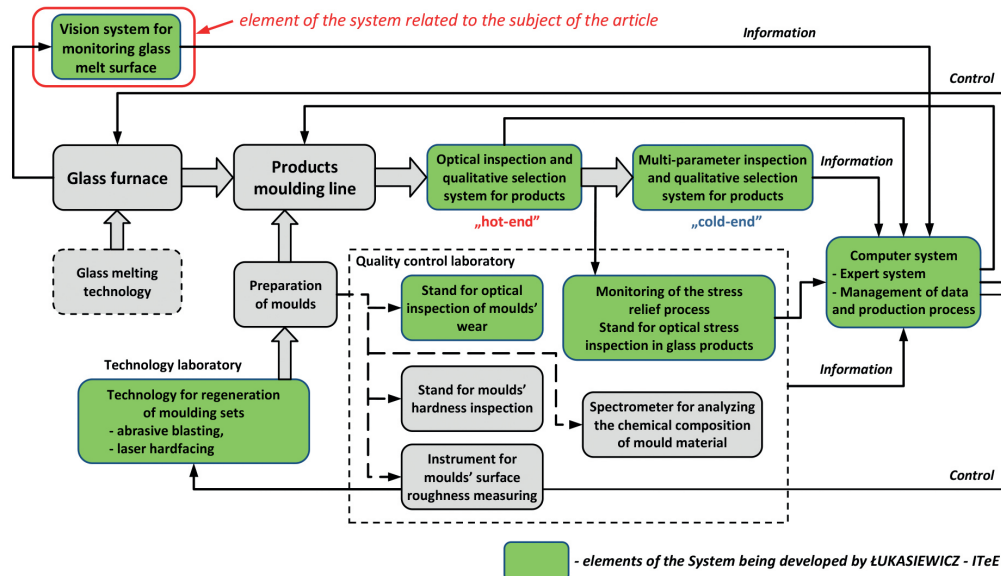 element of the system related to the subject of the article
Vision system for
monitoring glass
melt surface
Information
Control
Glass furnace
Products
moulding line
Optical inspection and
qualitative selection
system for products
„hot-end”
Multi-parameter inspection
and qualitative selection
system for products
„cold-end”
Information
Glass melting
technology
Preparation
of moulds
Quality control laboratory
Stand for optical
inspection of moulds’
wear
Monitoring of the stress
relief process
Stand for optical stress
inspection in glass products
Computer system
- Expert system
- Management of data
and production process
Information
Technology laboratory
Technology for regeneration
of moulding sets
- abrasive blasting,
- laser hardfacing
Stand for moulds’
hardness inspection
Spectrometer for analyzing
the chemical composition
of mould material
Instrument for
moulds’ surface
roughness measuring
Control
- elements of the System being developed by ŁUKASIEWICZ - ITeE